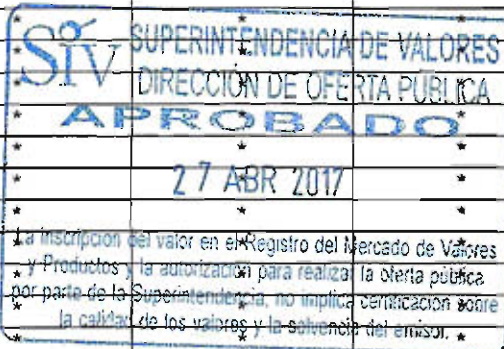 SIV
SUPERINTENDENCIA DE VALORES
DIRECCIÓN DE OFERTA PÚBLICA
APROBADO
27 ABR 2017
La inscripción del valor en el Registro del Mercado de Valores
y Productos y la autorización para realizar la oferta pública
por parte de la Superintendencia, no implica certificación sobre
la calidad de los valores y la solvencia del emisor.